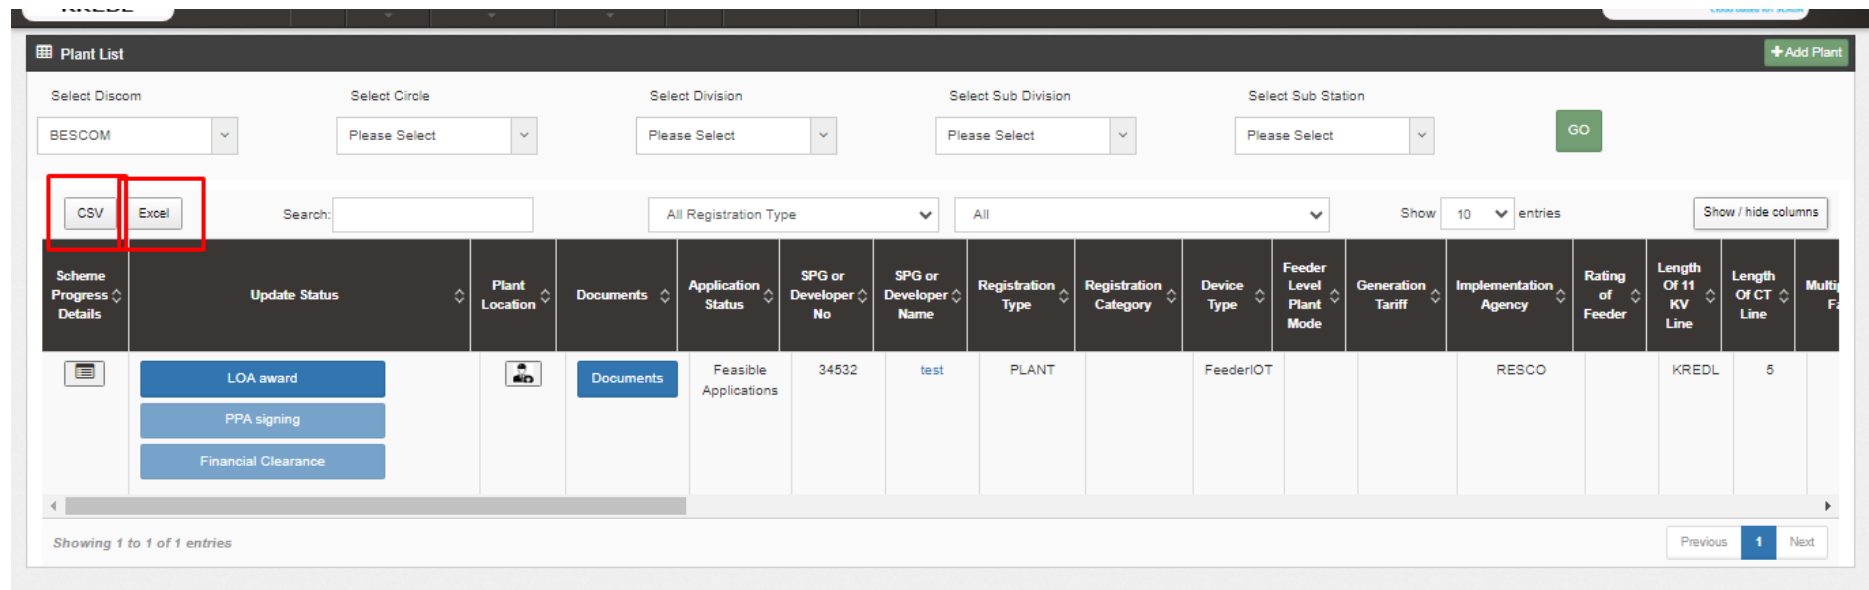 KREDL
Cloud Based IoT SCADA
Plant List
Add Plant
Select Discom
Select Circle
Select Division
Select Sub Division
Select Sub Station
BESCOM
Please Select
Please Select
Please Select
Please Select
GO
CSV
Excel
Search:
All Registration Type
All
Show 10 entries
Show / hide columns
Scheme
Progress
Details
Update Status
Plant
Location
Documents
Application
Status
SPG or
Developer
No
SPG or
Developer
Name
Registration
Type
Registration
Category
Device
Type
Feeder
Level
Plant
Mode
Generation
Tariff
Implementation
Agency
Rating
of
Feeder
Length
Of 11
KV
Line
Length
Of CT
Line
LOA award
PPA signing
Financial Clearance
Documents
Feasible
Applications
34532
test
PLANT
FeederIOT
RESCO
KREDL
5
Showing 1 to 1 of 1 entries
Previous
1
Next